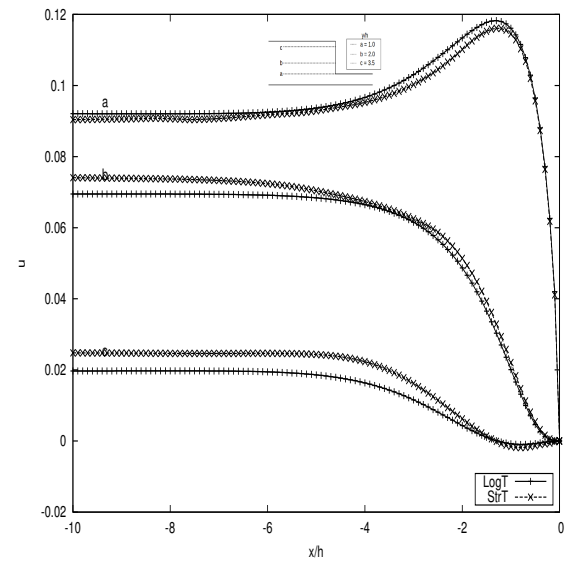 0.12
y/h
a = 1.0
b = 2.0
c = 3.5
c
b
a
0.1
a
0.08
b
0.06
u
0.04
c
0.02
0
LogT
StrT
-0.02
-10 -8 -6 -4 -2 0
x/h